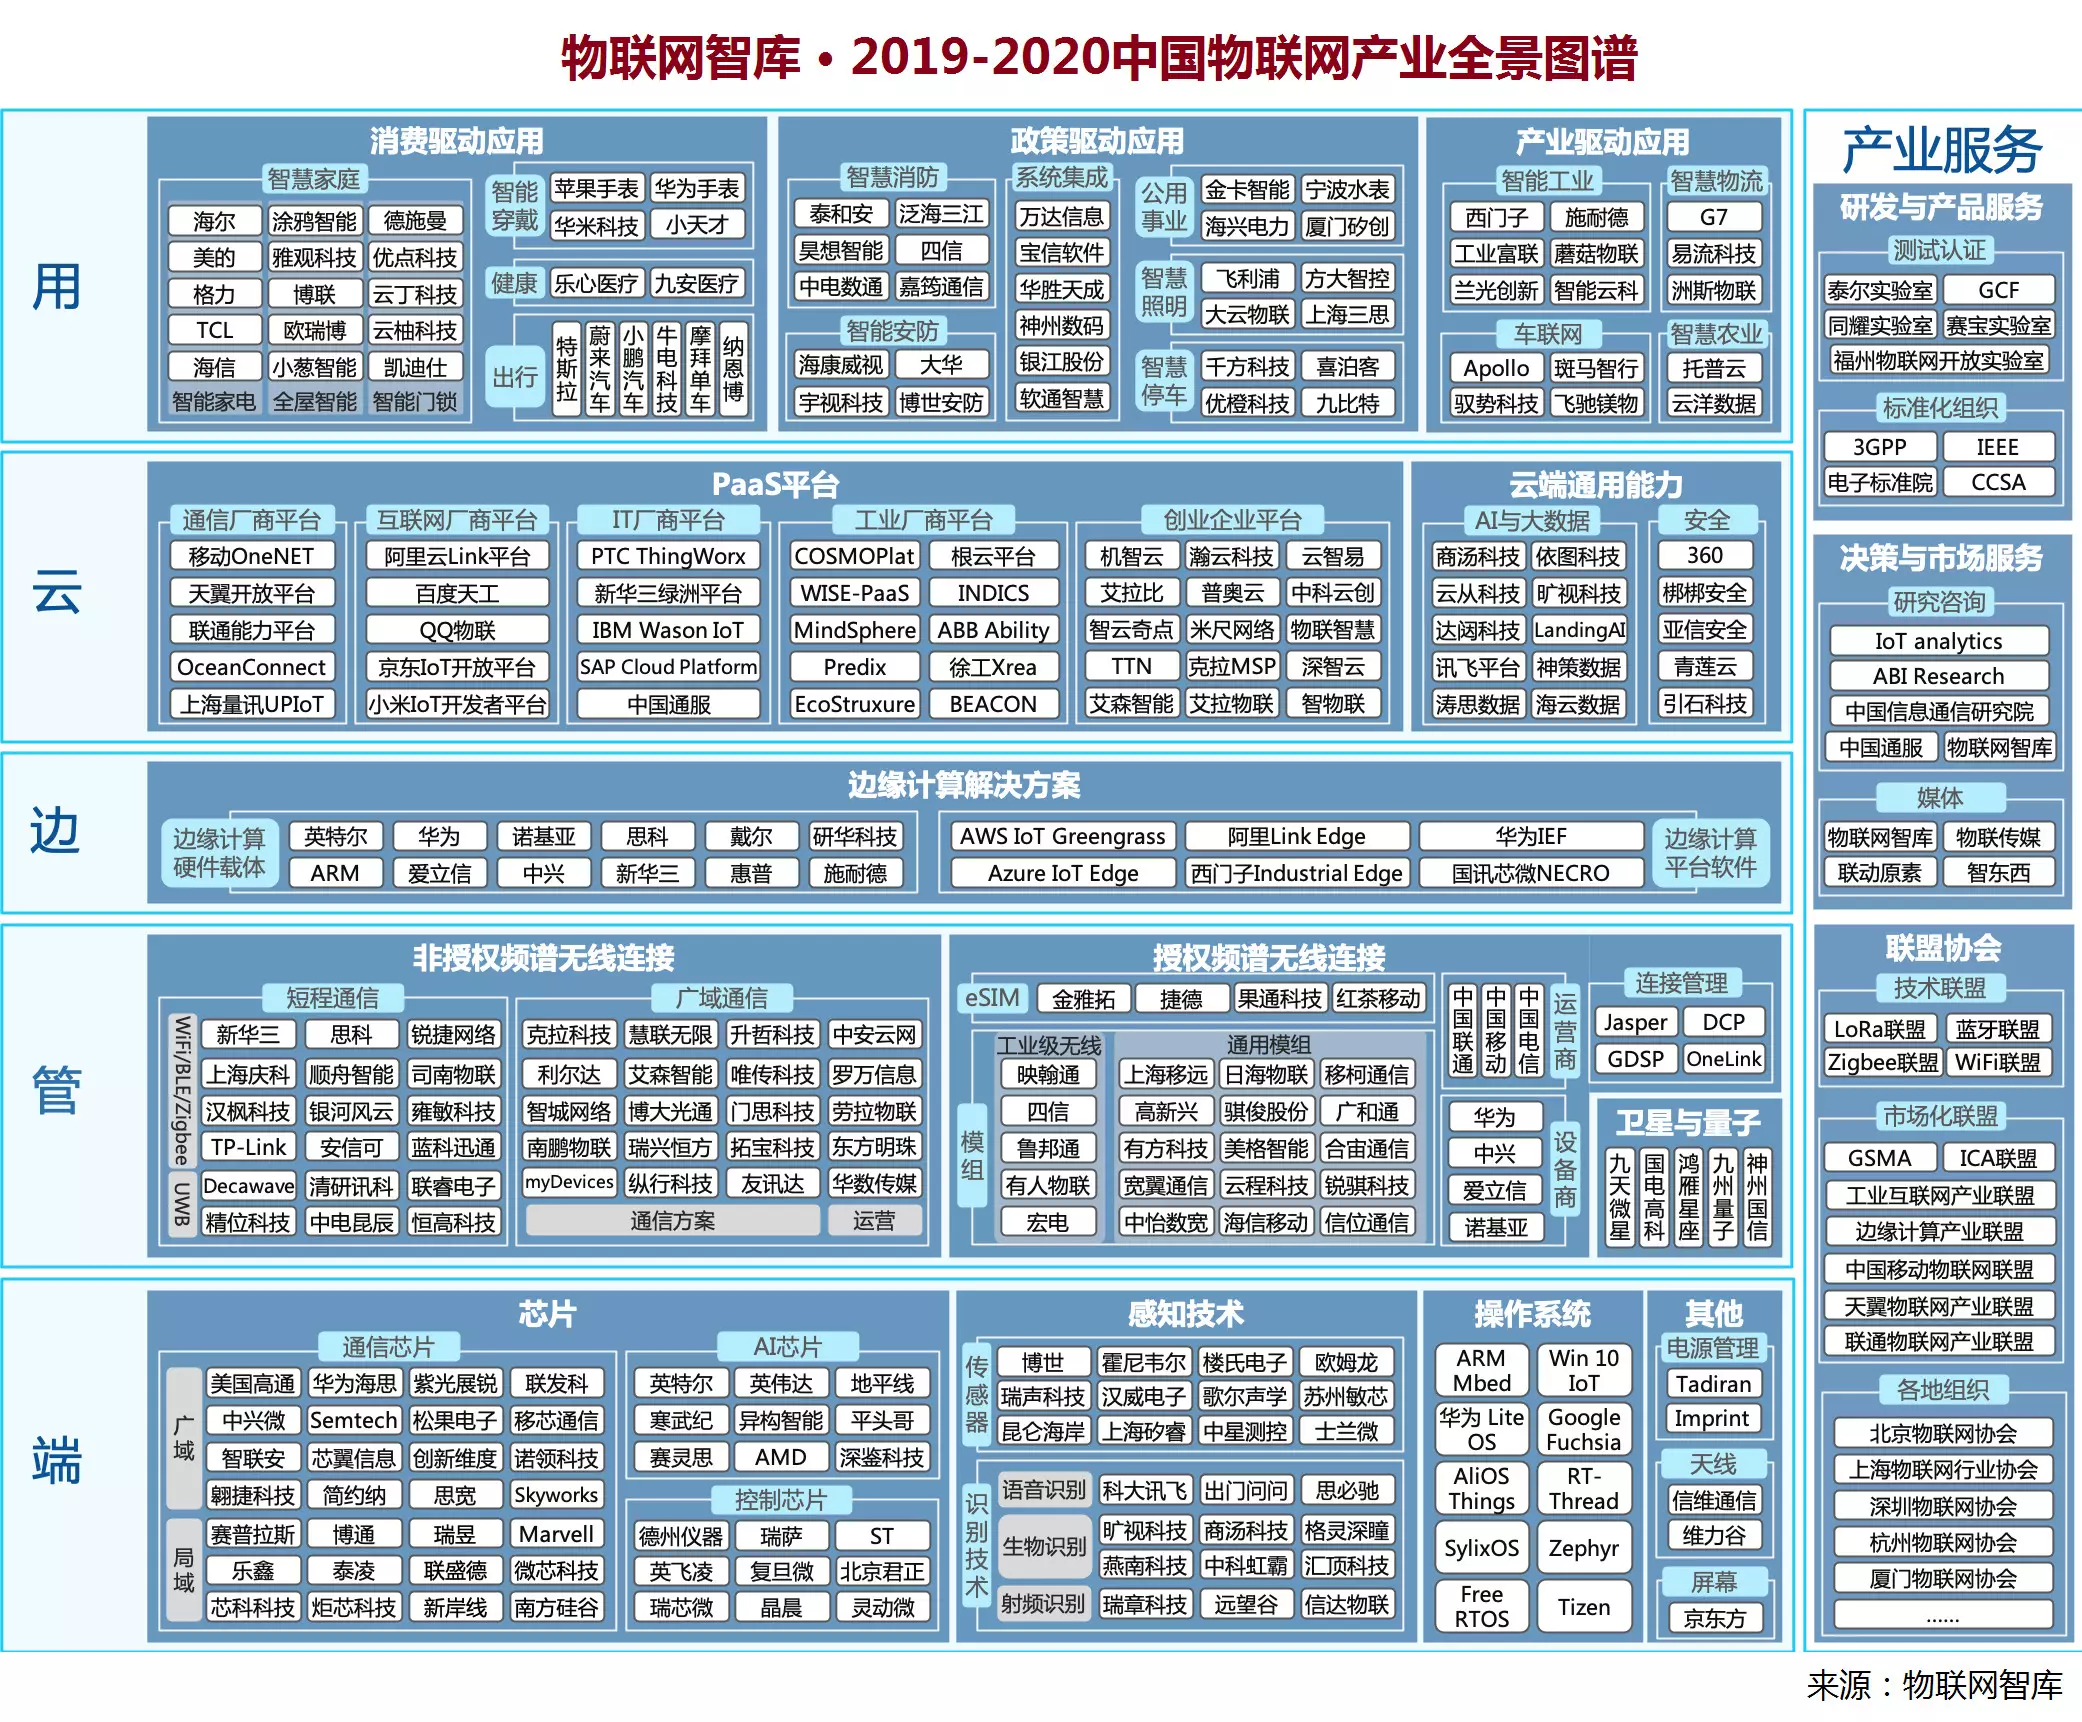 物联网智库 • 2019-2020中国物联网产业全景图谱
用
消费驱动应用
智慧家庭
海尔 涂鸦智能 德施曼
美的 雅观科技 优点科技
格力 博联 云丁科技
TCL 欧瑞博 云柚科技
海信 小葱智能 凯迪仕
智能家电 全屋智能 智能门锁
智能穿戴
苹果手表 华为手表
华米科技 小天才
健康
乐心医疗 九安医疗
出行
特斯拉 蔚来汽车 小鹏汽车 牛电科技 摩拜单车 纳恩博
政策驱动应用
智慧消防
泰和安 泛海三江
昊想智能 四信
中电数通 嘉筠通信
智能安防
海康威视 大华
宇视科技 博世安防
系统集成
万达信息
宝信软件
华胜天成
神州数码
银江股份
软通智慧
公用事业
金卡智能 宁波水表
海兴电力 厦门矽创
智慧照明
飞利浦 方大智控
大云物联 上海三思
智慧停车
千方科技 喜泊客
优橙科技 九比特
产业驱动应用
智能工业
西门子 施耐德
工业富联 蘑菇物联
兰光创新 智能云科
智慧物流
G7
易流科技
洲斯物联
车联网
Apollo 斑马智行
驭势科技 飞驰镁物
智慧农业
托普云
云洋数据
云
PaaS平台
通信厂商平台
移动OneNET
天翼开放平台
联通能力平台
OceanConnect
上海量讯UPIoT
互联网厂商平台
阿里云Link平台
百度天工
QQ物联
京东IoT开放平台
小米IoT开发者平台
IT厂商平台
PTC ThingWorx
新华三绿洲平台
IBM Wason IoT
SAP Cloud Platform
中国通服
工业厂商平台
COSMOPlat 根云平台
WISE-PaaS INDICS
MindSphere ABB Ability
Predix 徐工Xrea
EcoStruxure BEACON
创业企业平台
机智云 瀚云科技 云智易
艾拉比 普奥云 中科云创
智云奇点 米尺网络 物联智慧
TTN 克拉MSP 深智云
艾森智能 艾拉物联 智物联
云端通用能力
AI与大数据
商汤科技 依图科技
云从科技 旷视科技
达闼科技 LandingAI
讯飞平台 神策数据
涛思数据 海云数据
安全
360
梆梆安全
亚信安全
青莲云
引石科技
边
边缘计算解决方案
边缘计算硬件载体
英特尔 华为 诺基亚 思科 戴尔 研华科技
ARM 爱立信 中兴 新华三 惠普 施耐德
AWS IoT Greengrass 阿里Link Edge 华为IEF
Azure IoT Edge 西门子Industrial Edge 国讯芯微NECRO
边缘计算平台软件
管
非授权频谱无线连接
短程通信
WiFi/BLE/Zigbee
新华三 思科 锐捷网络
上海庆科 顺舟智能 司南物联
汉枫科技 银河风云 雍敏科技
TP-Link 安信可 蓝科迅通
UWB
Decawave 清研讯科 联睿电子
精位科技 中电昆辰 恒高科技
广域通信
克拉科技 慧联无限 升哲科技 中安云网
利尔达 艾森智能 唯传科技 罗万信息
智城网络 博大光通 门思科技 劳拉物联
南鹏物联 瑞兴恒方 拓宝科技 东方明珠
myDevices 纵行科技 友讯达 华数传媒
通信方案 运营
授权频谱无线连接
eSIM
金雅拓 捷德 果通科技 红茶移动
模组
工业级无线
映翰通
四信
鲁邦通
有人物联
宏电
通用模组
上海移远 日海物联 移柯通信
高新兴 骐俊股份 广和通
有方科技 美格智能 合宙通信
宽翼通信 云程科技 锐骐科技
中怡数宽 海信移动 信位通信
中国联通 中国移动 中国电信
运营商
华为
中兴
爱立信
诺基亚
设备商
连接管理
Jasper DCP
GDSP OneLink
卫星与量子
九天微星 国电高科 鸿雁星座 九州量子 神州国信
端
芯片
通信芯片
广域
美国高通 华为海思 紫光展锐 联发科
中兴微 Semtech 松果电子 移芯通信
智联安 芯翼信息 创新维度 诺领科技
翱捷科技 简约纳 思宽 Skyworks
局域
赛普拉斯 博通 瑞昱 Marvell
乐鑫 泰凌 联盛德 微芯科技
芯科科技 炬芯科技 新岸线 南方硅谷
AI芯片
英特尔 英伟达 地平线
寒武纪 异构智能 平头哥
赛灵思 AMD 深鉴科技
控制芯片
德州仪器 瑞萨 ST
英飞凌 复旦微 北京君正
瑞芯微 晶晨 灵动微
感知技术
传感器
博世 霍尼韦尔 楼氏电子 欧姆龙
瑞声科技 汉威电子 歌尔声学 苏州敏芯
昆仑海岸 上海矽睿 中星测控 士兰微
识别技术
语音识别 科大讯飞 出门问问 思必驰
生物识别
旷视科技 商汤科技 格灵深瞳
燕南科技 中科虹霸 汇顶科技
射频识别 瑞章科技 远望谷 信达物联
操作系统
ARM Mbed Win 10 IoT
华为 Lite OS Google Fuchsia
AliOS Things RT-Thread
SylixOS Zephyr
Free RTOS Tizen
其他
电源管理
Tadiran
Imprint
天线
信维通信
维力谷
屏幕
京东方
产业服务
研发与产品服务
测试认证
泰尔实验室 GCF
同耀实验室 赛宝实验室
福州物联网开放实验室
标准化组织
3GPP IEEE
电子标准院 CCSA
决策与市场服务
研究咨询
IoT analytics
ABI Research
中国信息通信研究院
中国通服 物联网智库
媒体
物联网智库 物联传媒
联动原素 智东西
联盟协会
技术联盟
LoRa联盟 蓝牙联盟
Zigbee联盟 WiFi联盟
市场化联盟
GSMA ICA联盟
工业互联网产业联盟
边缘计算产业联盟
中国移动物联网联盟
天翼物联网产业联盟
联通物联网产业联盟
各地组织
北京物联网协会
上海物联网行业协会
深圳物联网协会
杭州物联网协会
厦门物联网协会
......
来源：物联网智库